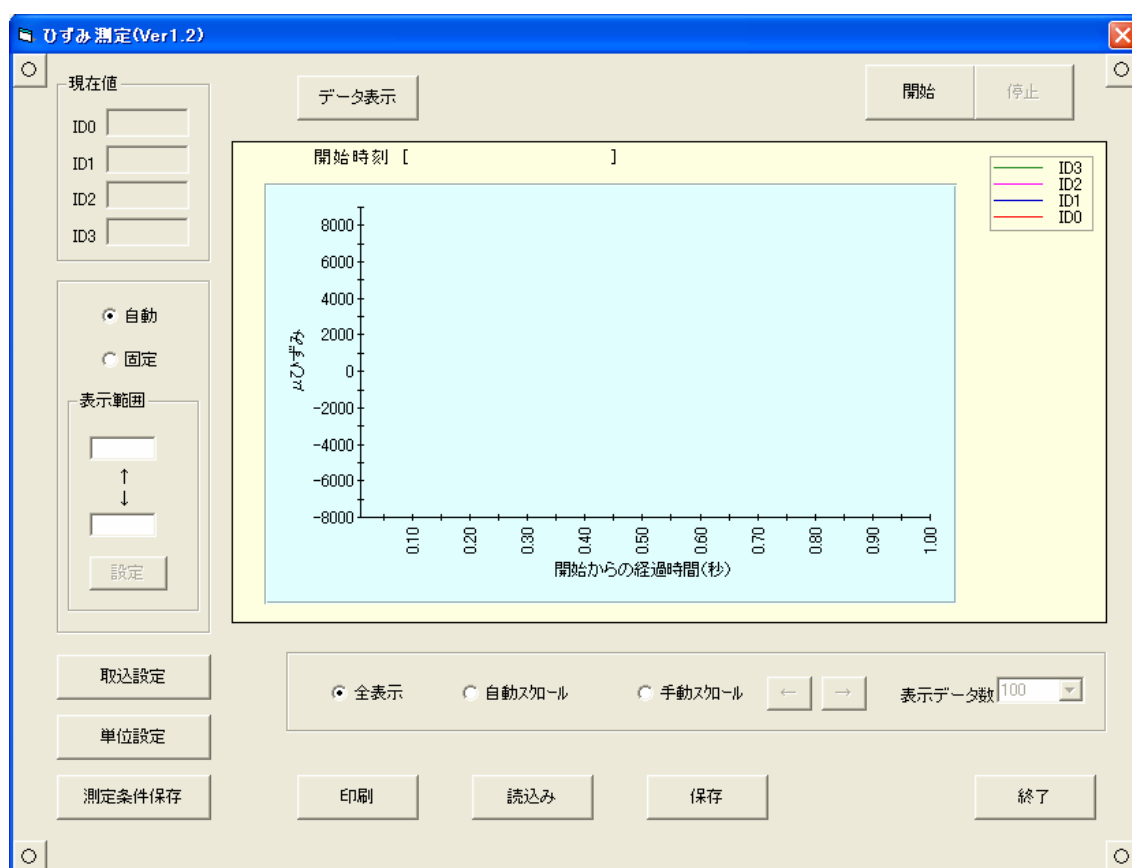 ひずみ測定(Ver1.2)
現在値
ID0
ID1
ID2
ID3
データ表示
開始
停止
開始時刻 [ ]
ID3
ID2
ID1
ID0
8000
6000
4000
2000
0
-2000
-4000
-6000
-8000
μひずみ
0.10 0.20 0.30 0.40 0.50 0.60 0.70 0.80 0.90 1.00
開始からの経過時間(秒)
自動
固定
表示範囲
↑
↓
設定
取込設定
単位設定
測定条件保存
全表示
自動ｽｸﾛｰﾙ
手動ｽｸﾛｰﾙ
←
→
表示データ数
100
印刷
読込み
保存
終了